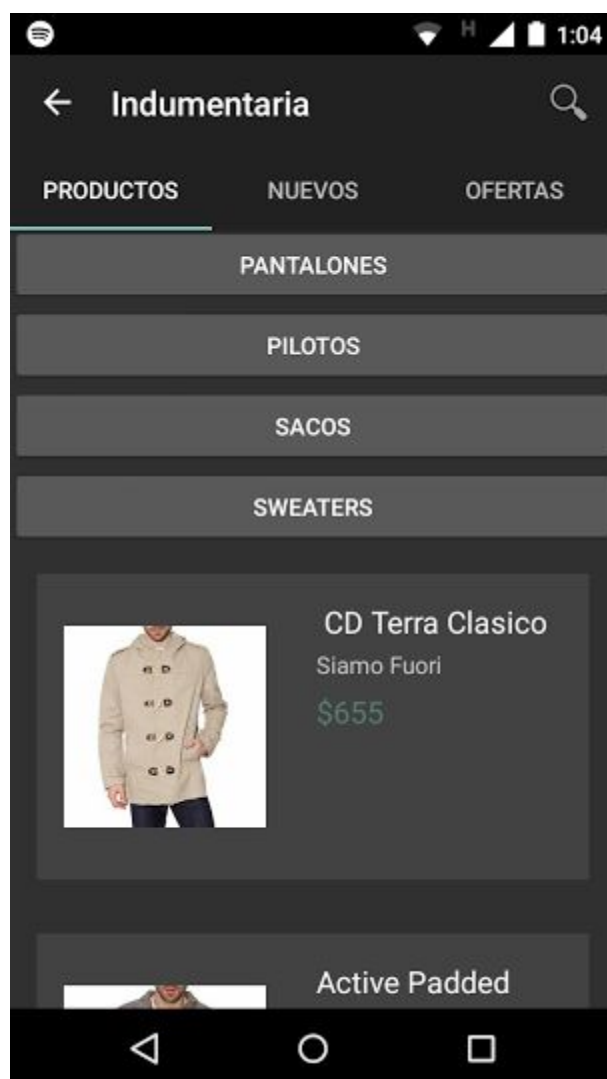 H 1:04
Indumentaria
PRODUCTOS NUEVOS OFERTAS
PANTALONES
PILOTOS
SACOS
SWEATERS
CD Terra Clasico
Siamo Fuori
$655
Active Padded